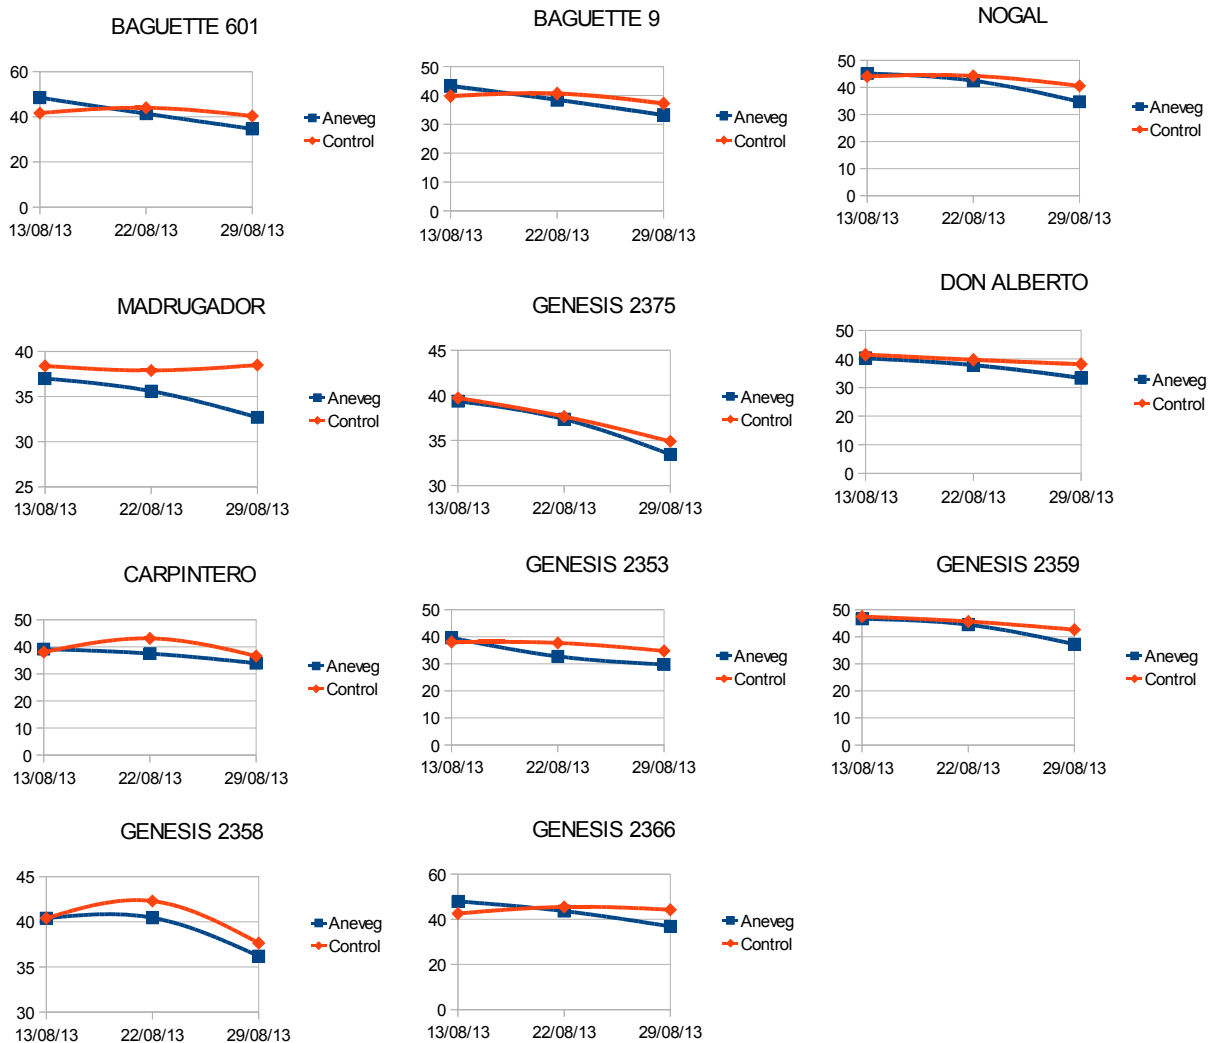 BAGUETTE 601
60
40
20
0
13/08/13 22/08/13 29/08/13
Aneveg
Control
BAGUETTE 9
50
40
30
20
10
0
13/08/13 22/08/13 29/08/13
Aneveg
Control
NOGAL
50
40
30
20
10
0
13/08/13 22/08/13 29/08/13
Aneveg
Control
MADRUGADOR
40
35
30
25
13/08/13 22/08/13 29/08/13
Aneveg
Control
GENESIS 2375
45
40
35
30
13/08/13 22/08/13 29/08/13
Aneveg
Control
DON ALBERTO
50
40
30
20
10
0
13/08/13 22/08/13 29/08/13
Aneveg
Control
CARPINTERO
50
40
30
20
10
0
13/08/13 22/08/13 29/08/13
Aneveg
Control
GENESIS 2353
50
40
30
20
10
0
13/08/13 22/08/13 29/08/13
Aneveg
Control
GENESIS 2359
50
40
30
20
10
0
13/08/13 22/08/13 29/08/13
Aneveg
Control
GENESIS 2358
45
40
35
30
13/08/13 22/08/13 29/08/13
Aneveg
Control
GENESIS 2366
60
40
20
0
13/08/13 22/08/13 29/08/13
Aneveg
Control